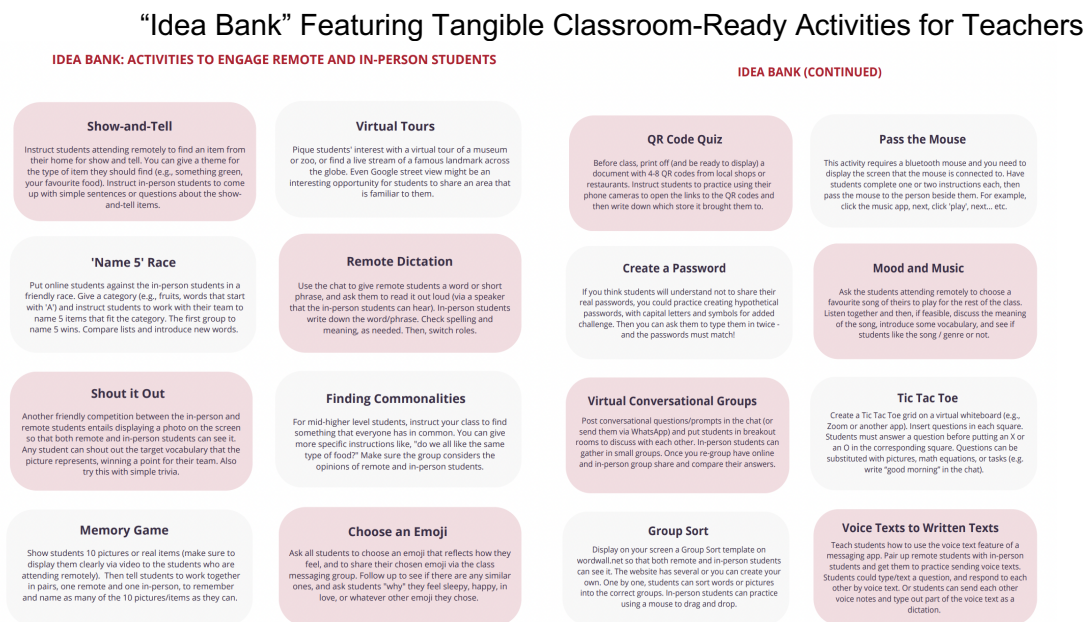 “Idea Bank” Featuring Tangible Classroom-Ready Activities for Teachers
IDEA BANK: ACTIVITIES TO ENGAGE REMOTE AND IN-PERSON STUDENTS
Show-and-Tell
Instruct students attending remotely to find an item from
their home for show and tell. You can give a theme for
the type of item they should find (e.g., something green,
your favourite food). Instruct in-person students to come
up with simple sentences or questions about the show-
and-tell items.
Virtual Tours
Pique students' interest with a virtual tour of a museum
or zoo, or find a live stream of a famous landmark across
the globe. Even Google street view might be an
interesting opportunity for students to share an area that
is familiar to them.
'Name 5' Race
Put online students against the in-person students in a
friendly race. Give a category (e.g., fruits, words that start
with 'A') and instruct students to work with their team to
name 5 items that fit the category. The first group to
name 5 wins. Compare lists and introduce new words.
Remote Dictation
Use the chat to give remote students a word or short
phrase, and ask them to read it out loud (via a speaker
that the in-person students can hear). In-person students
write down the word/phrase. Check spelling and
meaning, as needed. Then, switch roles.
Shout it Out
Another friendly competition between the in-person and
remote students entails displaying a photo on the screen
so that both remote and in-person students can see it.
Any student can shout out the target vocabulary that the
picture represents, winning a point for their team. Also
try this with simple trivia.
Finding Commonalities
For mid-higher level students, instruct your class to find
something that everyone has in common. You can give
more specific instructions like, "do we all like the same
type of food?" Make sure the group considers the
opinions of remote and in-person students.
Memory Game
Show students 10 pictures or real items (make sure to
display them clearly via video to the students who are
attending remotely). Then tell students to work together
in pairs, one remote and one in-person, to remember
and name as many of the 10 pictures/items as they can.
Choose an Emoji
Ask all students to choose an emoji that reflects how they
feel, and to share their chosen emoji via the class
messaging group. Follow up to see if there are any similar
ones, and ask students "why" they feel sleepy, happy, in
love, or whatever other emoji they chose.
IDEA BANK (CONTINUED)
QR Code Quiz
Before class, print off (and be ready to display) a
document with 4-8 QR codes from local shops or
restaurants. Instruct students to practice using their
phone cameras to open the links to the QR codes and
then write down which store it brought them to.
Pass the Mouse
This activity requires a bluetooth mouse and you need to
display the screen that the mouse is connected to. Have
students complete one or two instructions each, then
pass the mouse to the person beside them. For example,
click the music app, next, click 'play', next... etc.
Create a Password
If you think students will understand not to share their
real passwords, you could practice creating hypothetical
passwords, with capital letters and symbols for added
challenge. Then you can ask them to type them in twice -
and the passwords must match!
Mood and Music
Ask the students attending remotely to choose a
favourite song of theirs to play for the rest of the class.
Listen together and then, if feasible, discuss the meaning
of the song, introduce some vocabulary, and see if
students like the song / genre or not.
Virtual Conversational Groups
Post conversational questions/prompts in the chat (or
send them via WhatsApp) and put students in breakout
rooms to discuss with each other. In-person students can
gather in small groups. Once you re-group have online
and in-person group share and compare their answers.
Tic Tac Toe
Create a Tic Tac Toe grid on a virtual whiteboard (e.g.,
Zoom or another app). Insert questions in each square.
Students must answer a question before putting an X or
an O in the corresponding square. Questions can be
substituted with pictures, math equations, or tasks (e.g.
write "good morning" in the chat).
Group Sort
Display on your screen a Group Sort template on
wordwall.net so that both remote and in-person students
can see it. The website has several or you can create your
own. One by one, students can sort words or pictures
into the correct groups. In-person students can practice
using a mouse to drag and drop.
Voice Texts to Written Texts
Teach students how to use the voice text feature of a
messaging app. Pair up remote students with in-person
students and get them to practice sending voice texts.
Students could type/text a question, and respond to each
other by voice text. Or students can send each other
voice notes and type out part of the voice text as a
dictation.